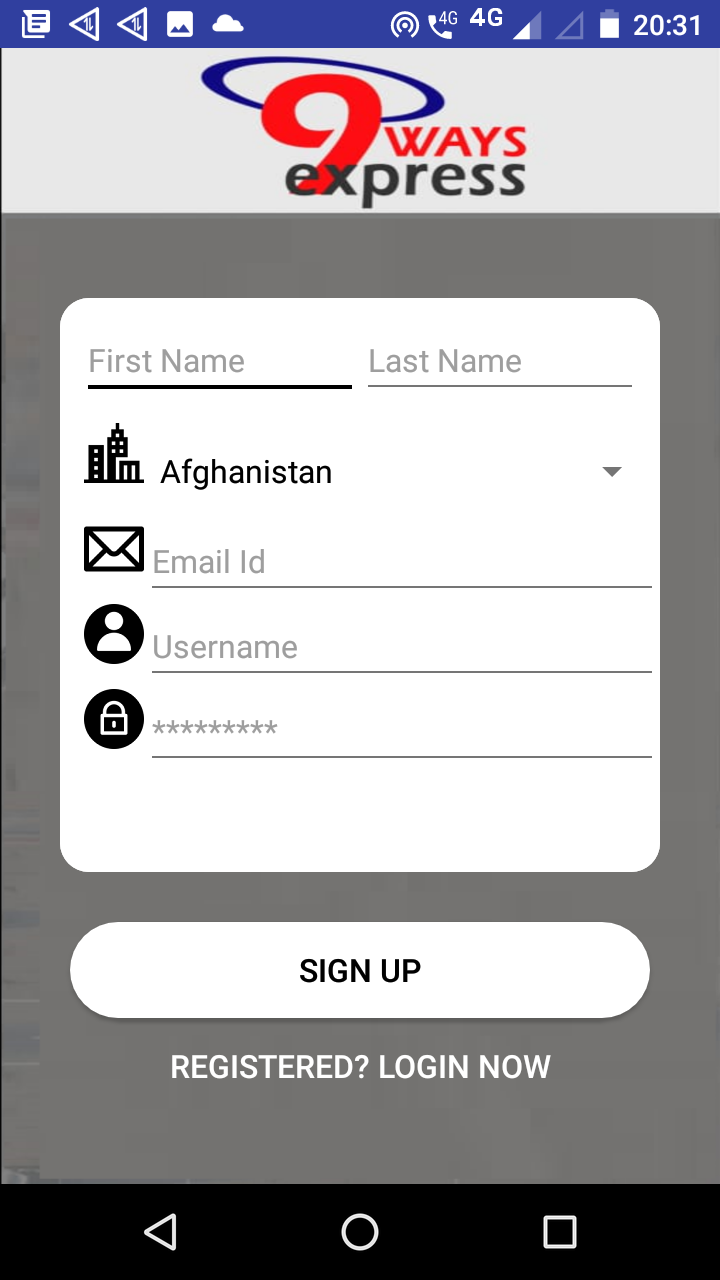 4G 4G 20:31
9 WAYS
express
First Name Last Name
Afghanistan
Email Id
Username
*********
SIGN UP
REGISTERED? LOGIN NOW